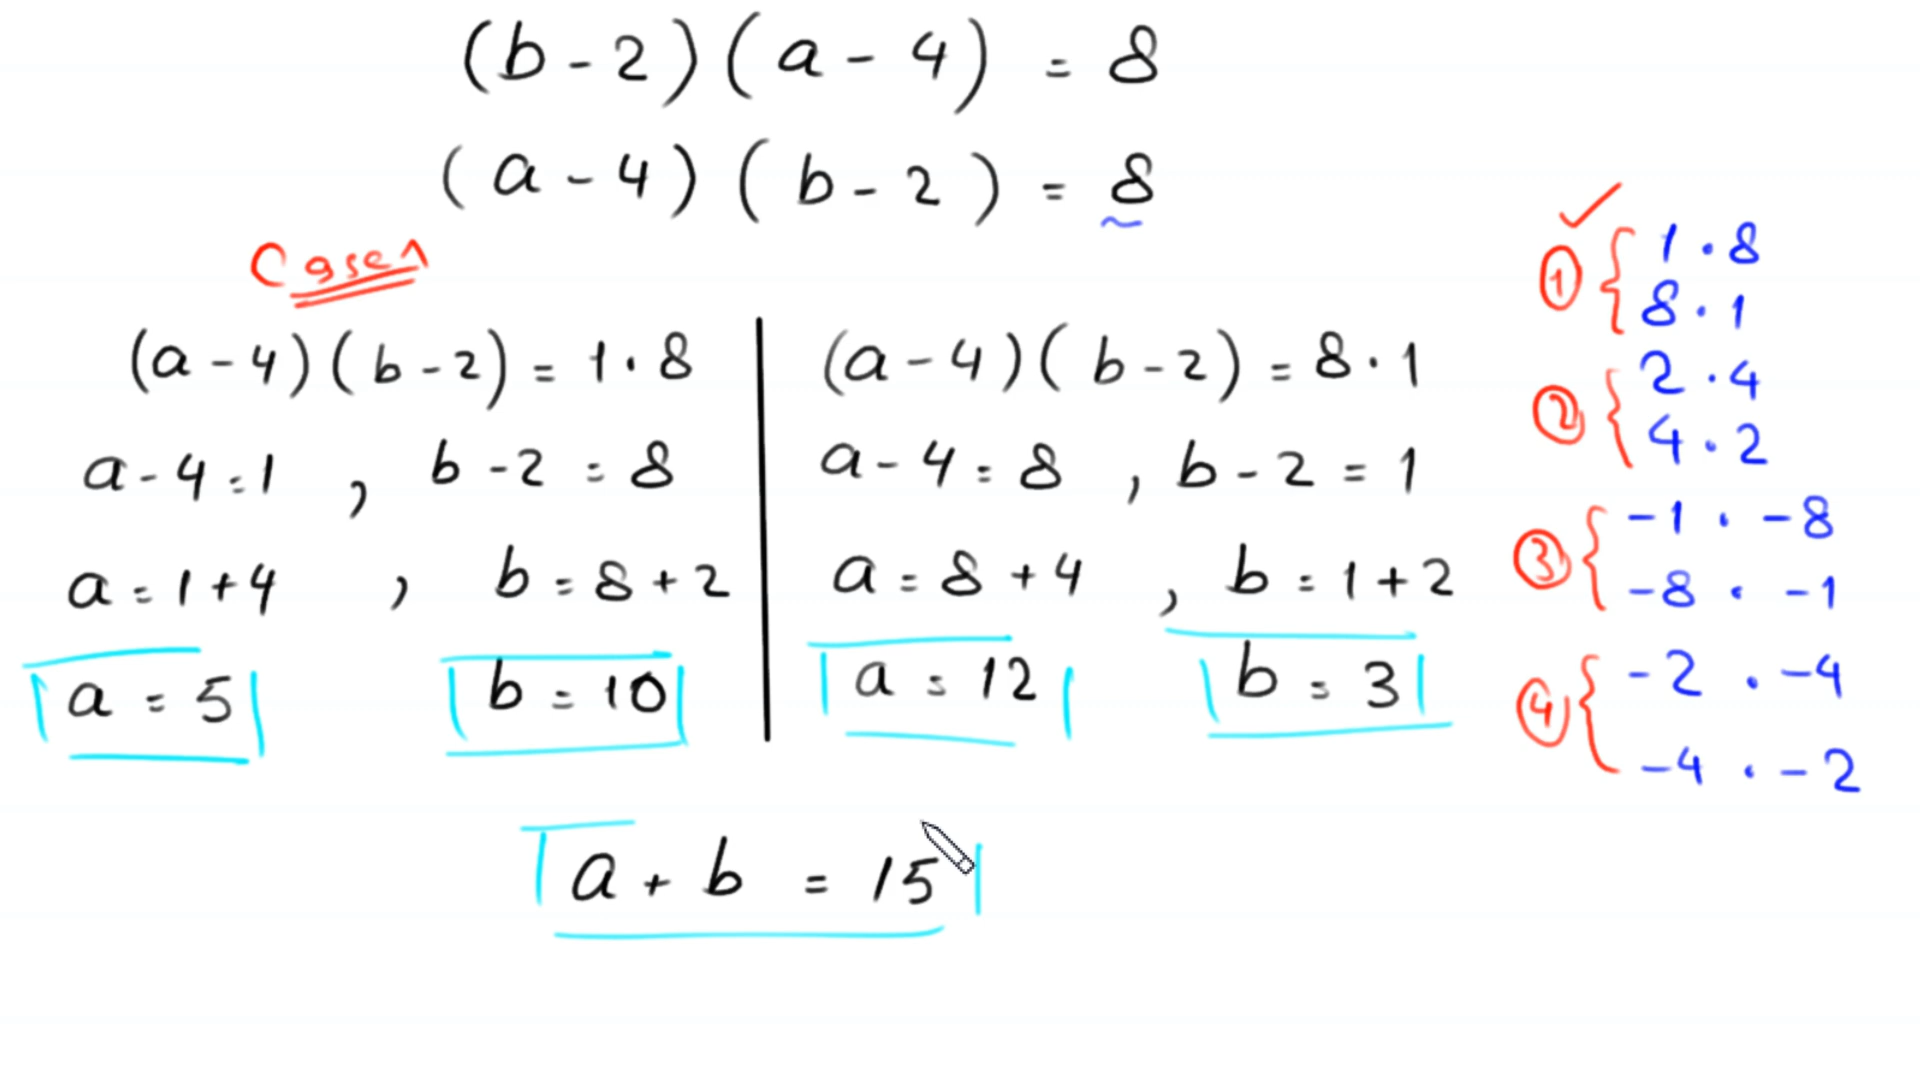 (b - 2)(a - 4) = 8
(a - 4)(b - 2) = 8
Case 1
(a - 4)(b - 2) = 1 · 8
a - 4 = 1 , b - 2 = 8
a = 1 + 4 , b = 8 + 2
a = 5 b = 10
(a - 4)(b - 2) = 8 · 1
a - 4 = 8 , b - 2 = 1
a = 8 + 4 , b = 1 + 2
a = 12 b = 3
a + b = 15
① { 1 · 8
8 · 1
② { 2 · 4
4 · 2
③ { -1 · -8
-8 · -1
④ { -2 · -4
-4 · -2